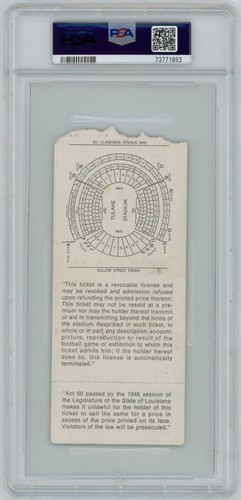 PSA
73771893
SO. CLAIBORNE AVENUE END
TULANE
STADIUM
WILLOW STREET FRONT
"This ticket is a revocable license and
may be revoked and admission refused
upon refunding the printed price thereon.
This ticket may not be resold at a pre-
mium nor may the holder thereof transmit
or aid in transmitting beyond the limits of
the stadium described in such ticket, in
whole or in part, any description, account,
picture, reproduction or result of the
football game or exhibition to which this
ticket admits him; if the holder hereof
does so, this license is automatically
terminated."
"Act 50 passed by the 1946 session of
the Legislature of the State of Louisiana
makes it unlawful for the holder of this
ticket to sell the same for a price in
excess of the price printed on its face.
Violators of the law will be prosecuted."